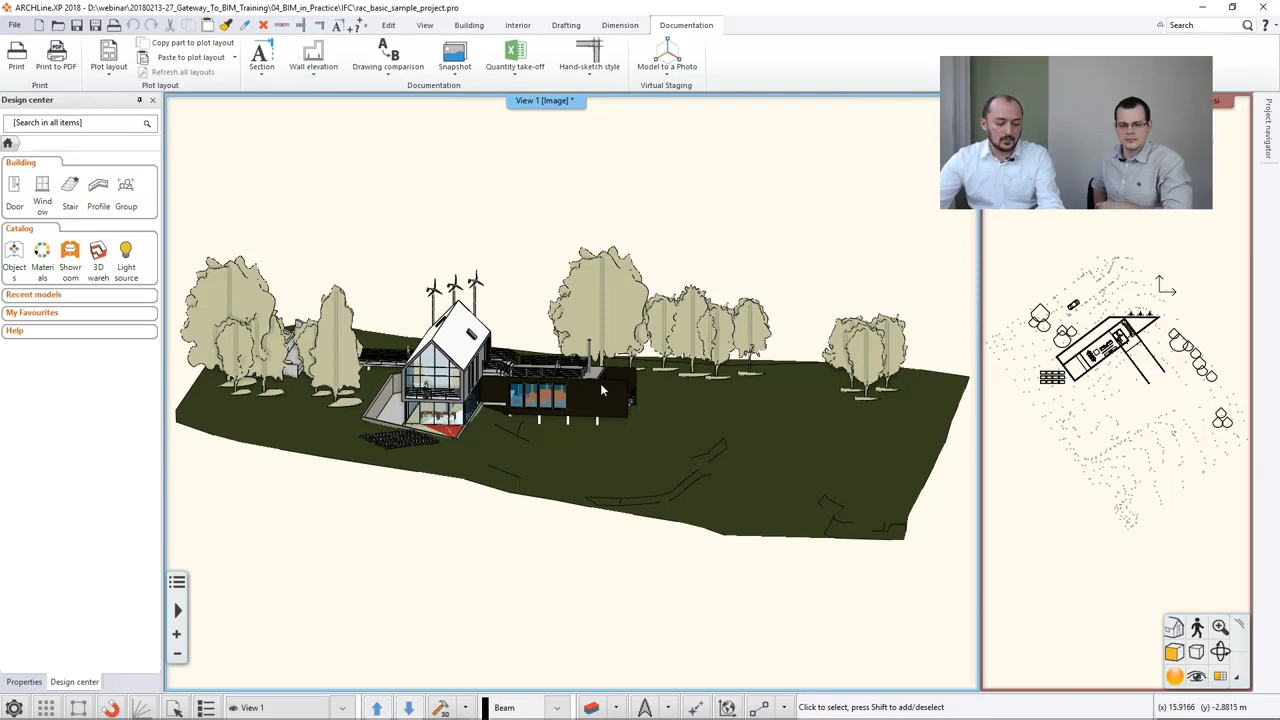 ARCHLine.XP 2018 - D:\webinar\20180213-27_Gateway_To_BIM_Training\04_BIM_in_Practice\IFC\rac_basic_sample_project.pro
File
Edit
View
Building
Interior
Drafting
Dimension
Documentation
Search
Print
Print to PDF
Plot layout
Copy part to plot layout
Paste to plot layout
Refresh all layouts
Section
Wall elevation
Drawing comparison
Snapshot
Quantity take-off
Hand-sketch style
Model to a Photo
Print
Plot layout
Documentation
Virtual Staging
Design center
View 1 [Image] *
[Search in all items]
Project navigator
Building
Door
Wind
ow
Stair
Profile
Group
Catalog
Object
s
Materi
als
Showr
oom
3D
wareh
Light
source
Recent models
My Favourites
Help
Properties
Design center
View 1
Beam
Click to select, press Shift to add/deselect
(x) 15.9166
(y) -2.8815 m